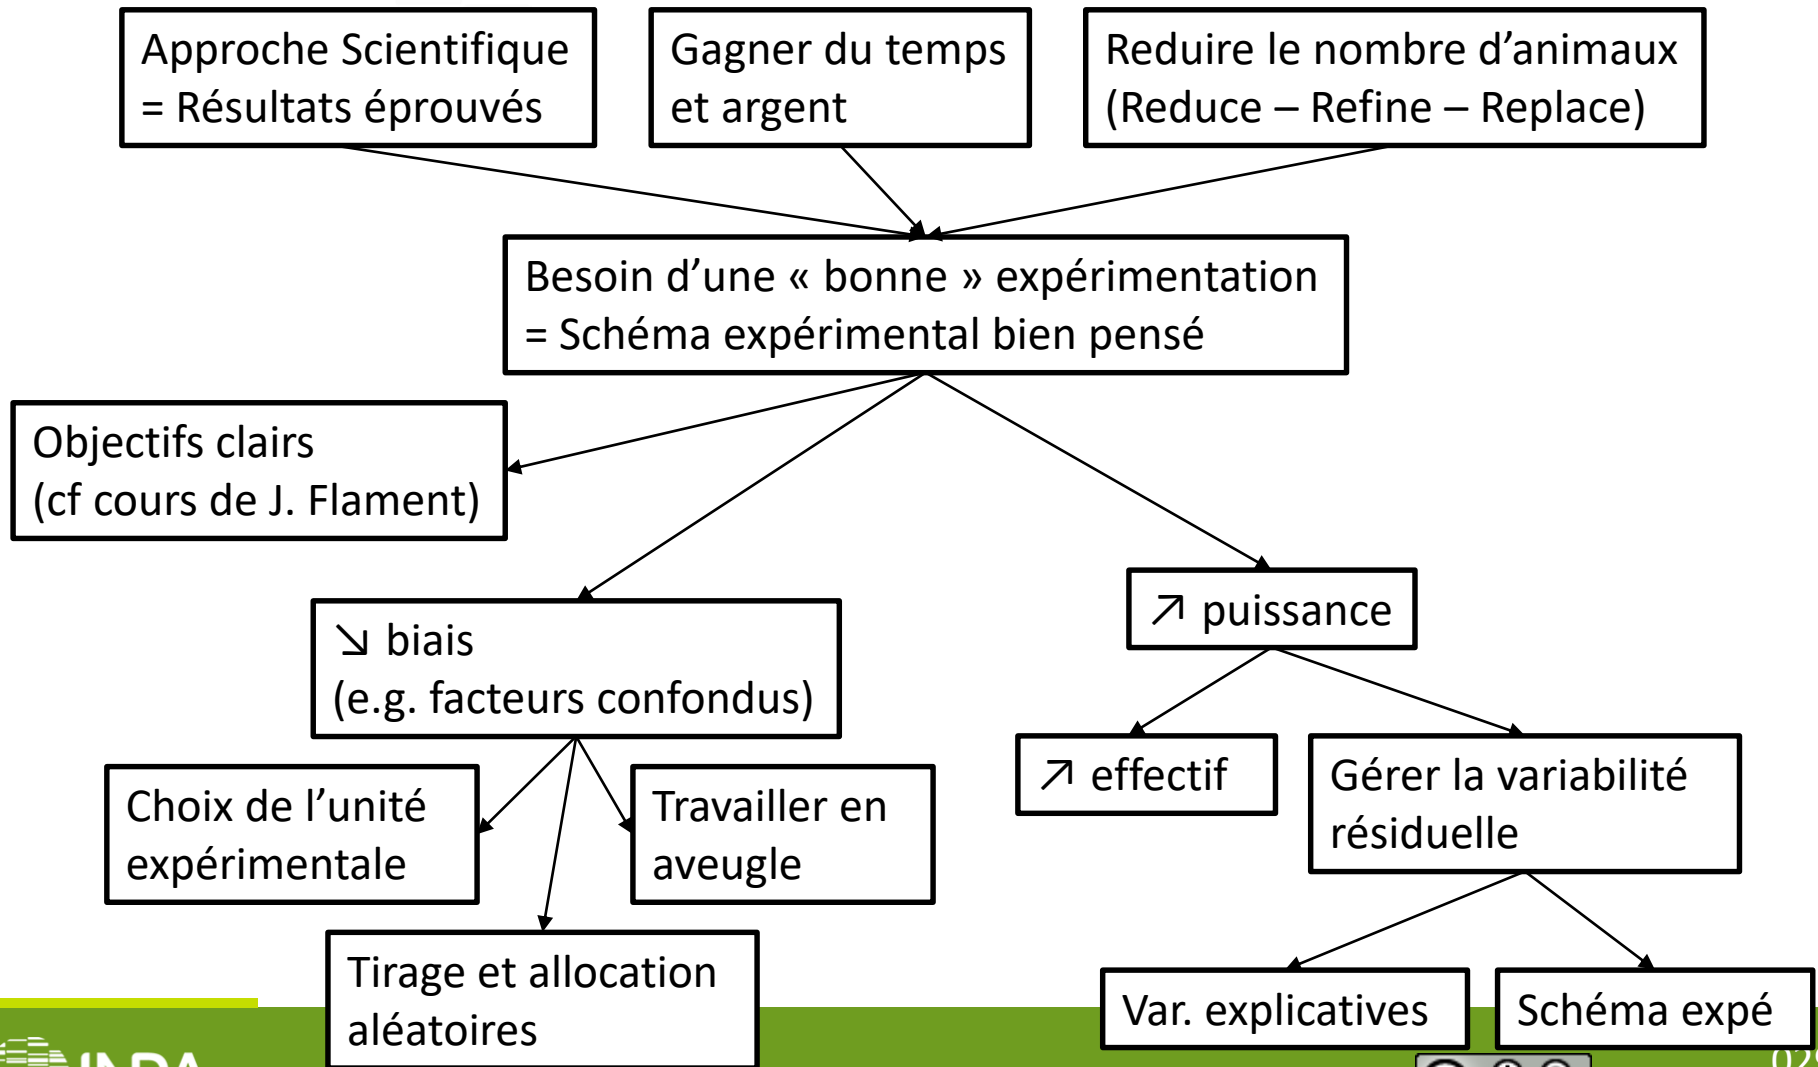 Approche Scientifique
= Résultats éprouvés
Gagner du temps
et argent
Reduire le nombre d’animaux
(Reduce – Refine – Replace)
Besoin d’une « bonne » expérimentation
= Schéma expérimental bien pensé
Objectifs clairs
(cf cours de J. Flament)
↘ biais
(e.g. facteurs confondus)
↗ puissance
↗ effectif
Gérer la variabilité
résiduelle
Choix de l’unité
expérimentale
Travailler en
aveugle
Tirage et allocation
aléatoires
Var. explicatives
Schéma expé